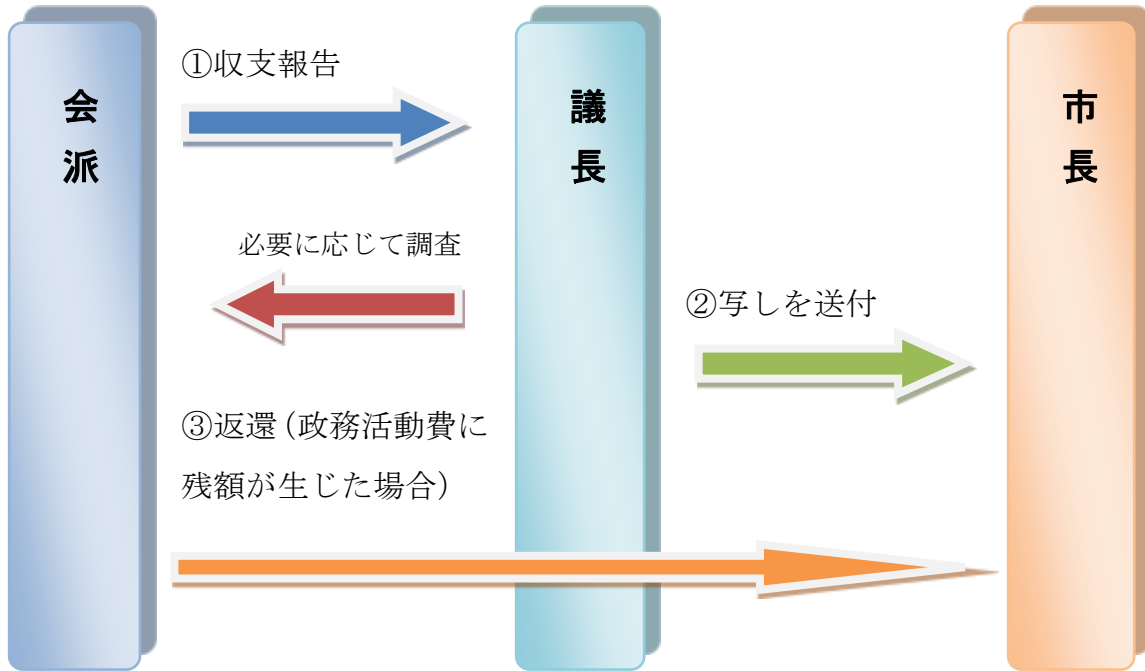 会派
議長
市長
①収支報告
必要に応じて調査
②写しを送付
③返還(政務活動費に
残額が生じた場合)